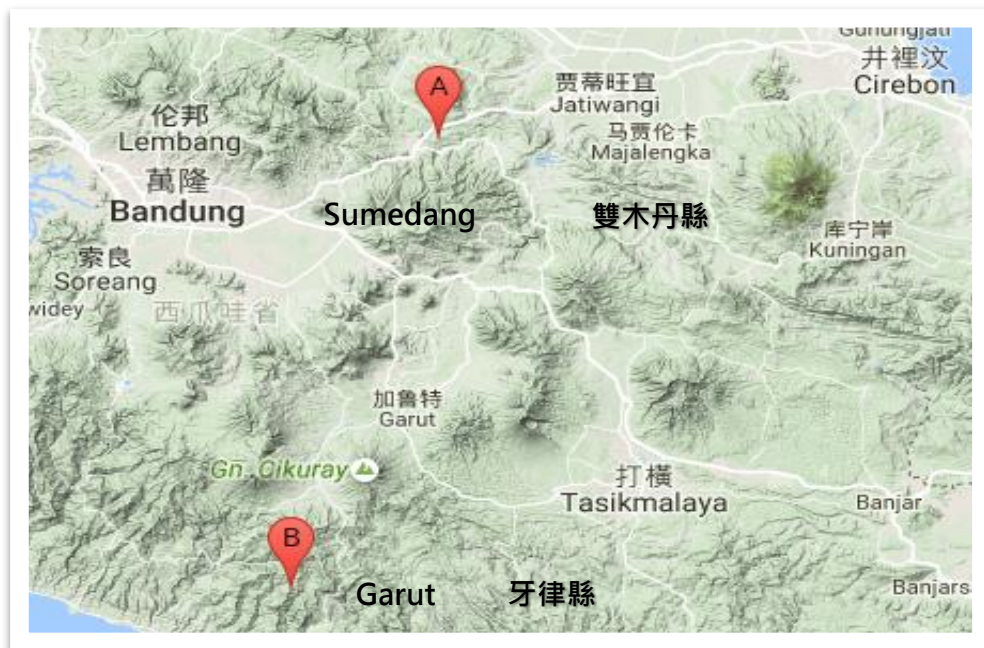 Gunungjati
井裡汶
Cirebon
A
贾蒂旺宜
Jatiwangi
伦邦
Lembang
马贾伦卡
Majalengka
萬隆
Bandung
Sumedang
雙木丹縣
库宁岸
Kuningan
索良
Soreang
widey
西爪哇省
加鲁特
Garut
Gn. Cikuray
打橫
Tasikmalaya
Banjar
B
Garut
牙律縣
Banjars